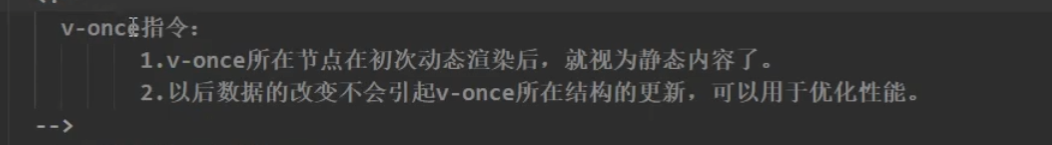 v-once指令：
1.v-once所在节点在初次动态渲染后，就视为静态内容了。
2.以后数据的改变不会引起v-once所在结构的更新，可以用于优化性能。
-->